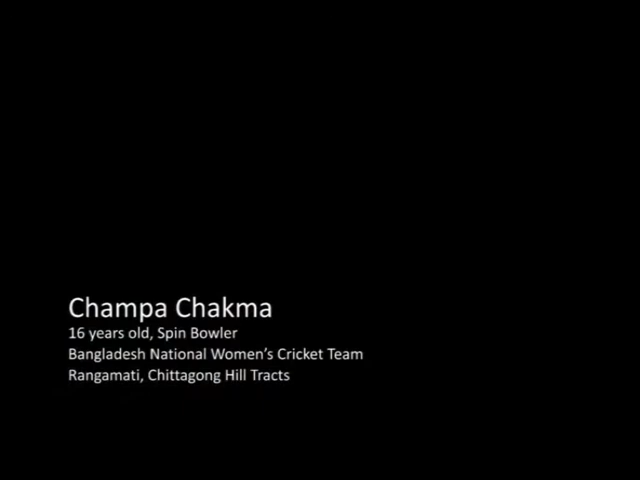 Champa Chakma
16 years old, Spin Bowler
Bangladesh National Women’s Cricket Team
Rangamati, Chittagong Hill Tracts